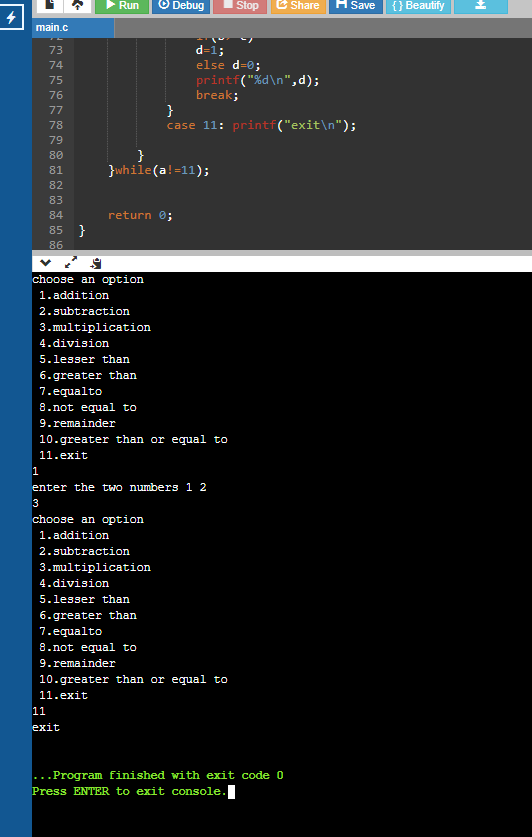 Run Debug Stop Share Save { } Beautify
main.c
73 d=1;
74 else d=0;
75 printf("%d\n",d);
76 break;
77 }
78 case 11: printf("exit\n");
79
80 }
81 }while(a!=11);
82
83
84 return 0;
85 }
86
choose an option
1.addition
2.subtraction
3.multiplication
4.division
5.lesser than
6.greater than
7.equalto
8.not equal to
9.remainder
10.greater than or equal to
11.exit
1
enter the two numbers 1 2
3
choose an option
1.addition
2.subtraction
3.multiplication
4.division
5.lesser than
6.greater than
7.equalto
8.not equal to
9.remainder
10.greater than or equal to
11.exit
11
exit
...Program finished with exit code 0
Press ENTER to exit console.